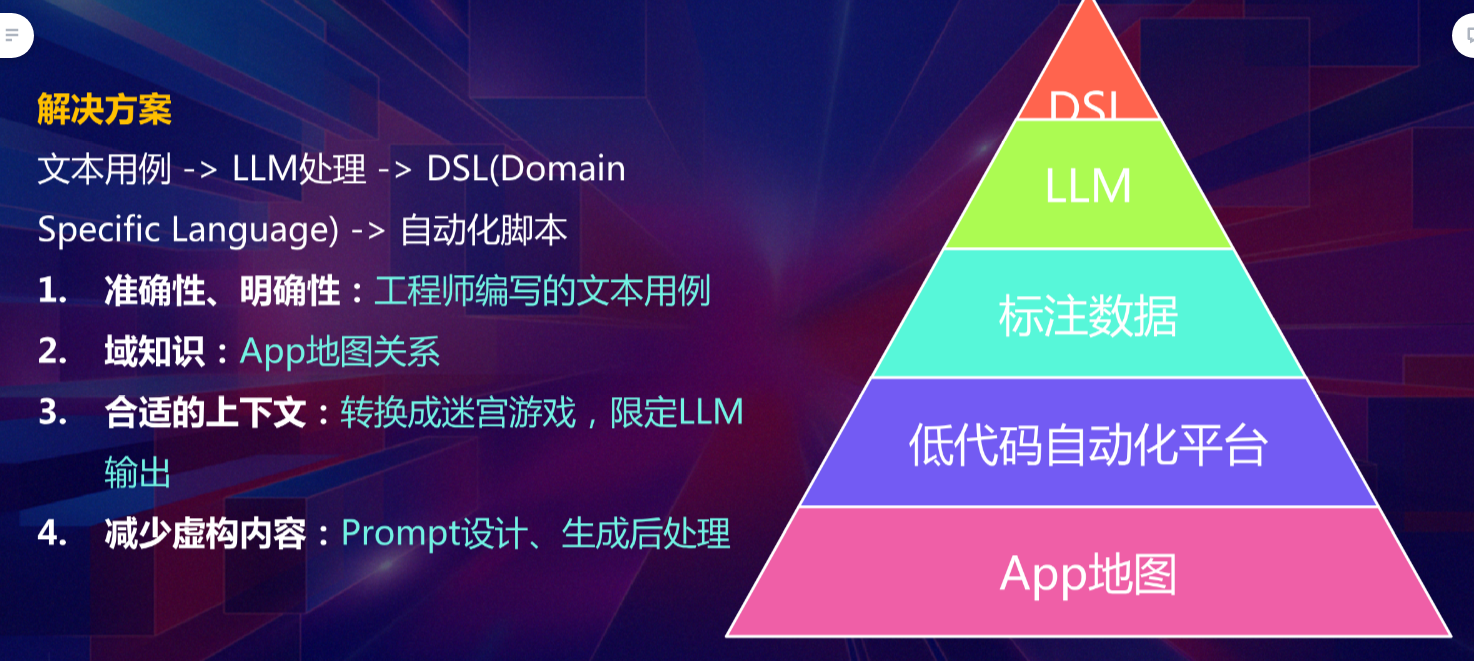 解决方案
文本用例 -> LLM处理 -> DSL(Domain
Specific Language) -> 自动化脚本
1. 准确性、明确性：工程师编写的文本用例
2. 域知识：App地图关系
3. 合适的上下文：转换成迷宫游戏，限定LLM
输出
4. 减少虚构内容：Prompt设计、生成后处理
DSL
LLM
标注数据
低代码自动化平台
App地图